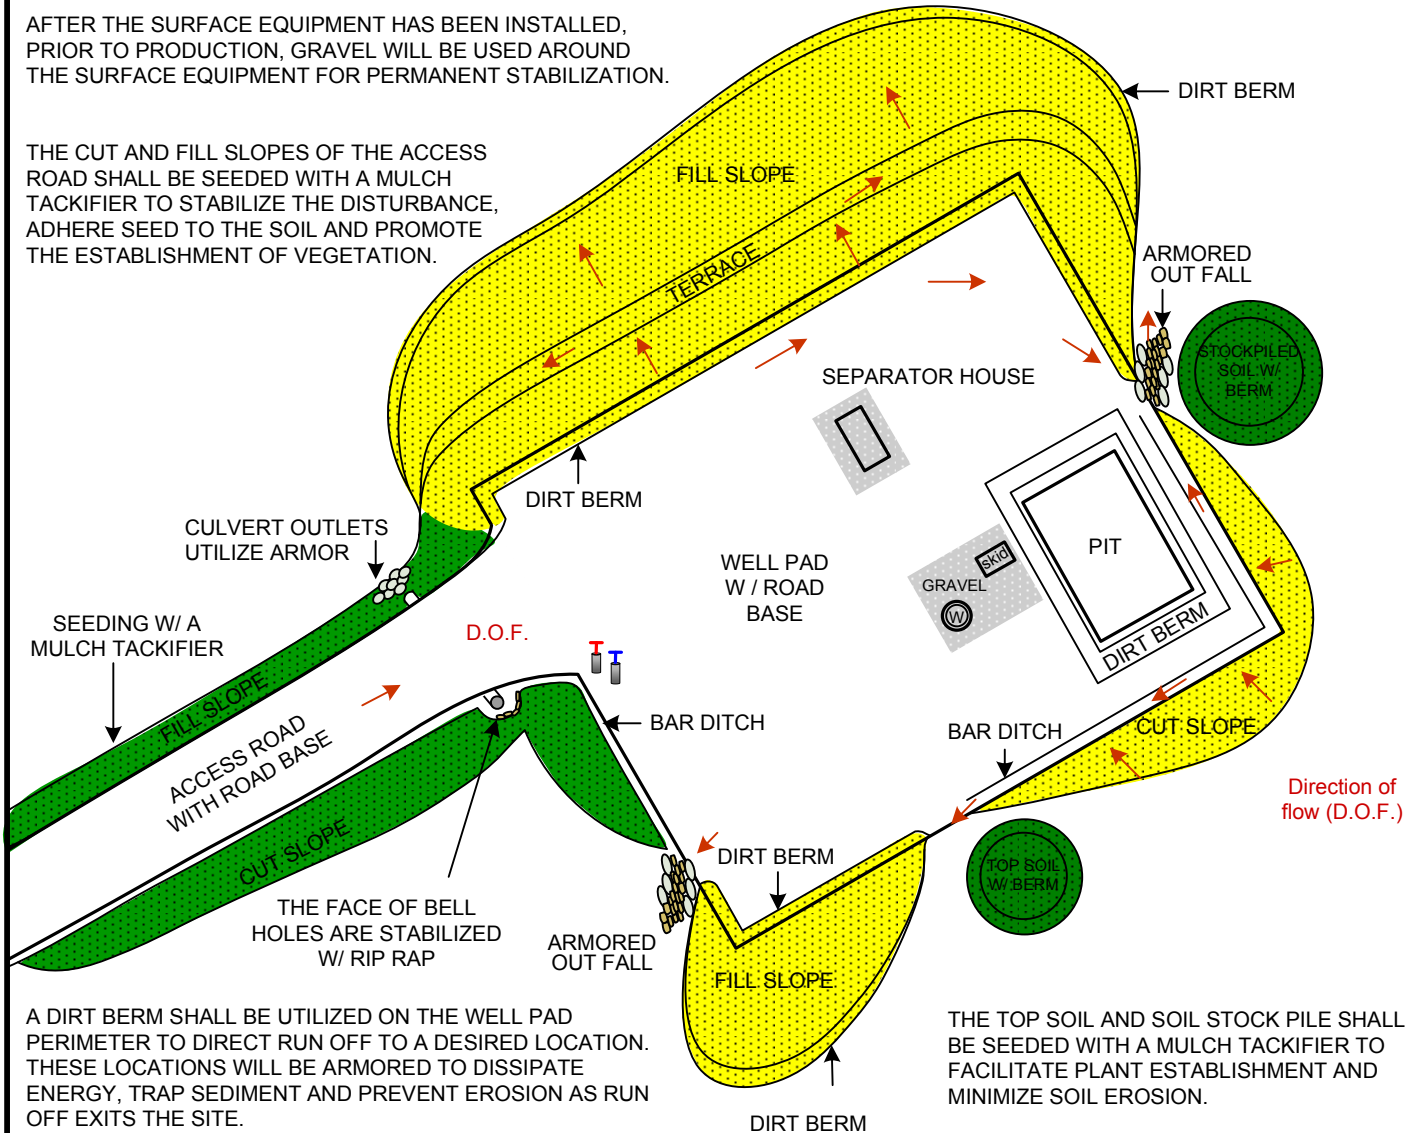 AFTER THE SURFACE EQUIPMENT HAS BEEN INSTALLED,
PRIOR TO PRODUCTION, GRAVEL WILL BE USED AROUND
THE SURFACE EQUIPMENT FOR PERMANENT STABILIZATION.
DIRT BERM
THE CUT AND FILL SLOPES OF THE ACCESS
ROAD SHALL BE SEEDED WITH A MULCH
TACKIFIER TO STABILIZE THE DISTURBANCE,
ADHERE SEED TO THE SOIL AND PROMOTE
THE ESTABLISHMENT OF VEGETATION.
FILL SLOPE
TERRACE
ARMORED
OUT FALL
STOCKPILED
SOIL W/
BERM
SEPARATOR HOUSE
DIRT BERM
CULVERT OUTLETS
UTILIZE ARMOR
PIT
skid
GRAVEL
W
WELL PAD
W / ROAD
BASE
DIRT BERM
SEEDING W/ A
MULCH TACKIFIER
D.O.F.
FILL SLOPE
ACCESS ROAD
WITH ROAD BASE
BAR DITCH
BAR DITCH
CUT SLOPE
Direction of
flow (D.O.F.)
CUT SLOPE
DIRT BERM
TOP SOIL
W/ BERM
THE FACE OF BELL
HOLES ARE STABILIZED
W/ RIP RAP
ARMORED
OUT FALL
FILL SLOPE
A DIRT BERM SHALL BE UTILIZED ON THE WELL PAD
PERIMETER TO DIRECT RUN OFF TO A DESIRED LOCATION.
THESE LOCATIONS WILL BE ARMORED TO DISSIPATE
ENERGY, TRAP SEDIMENT AND PREVENT EROSION AS RUN
OFF EXITS THE SITE.
THE TOP SOIL AND SOIL STOCK PILE SHALL
BE SEEDED WITH A MULCH TACKIFIER TO
FACILITATE PLANT ESTABLISHMENT AND
MINIMIZE SOIL EROSION.
DIRT BERM